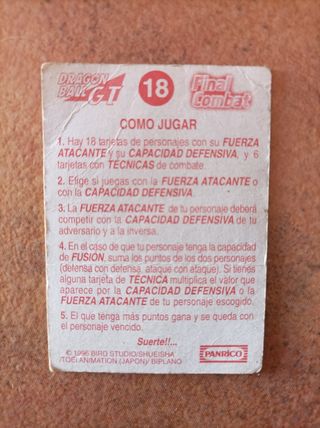 DRAGON BALL GT
18
Final Combat
COMO JUGAR
1. Hay 18 tarjetas de personajes con su FUERZA
ATACANTE y su CAPACIDAD DEFENSIVA, y 6
tarjetas con TÉCNICAS de combate.
2. Elige si juegas con la FUERZA ATACANTE o
con la CAPACIDAD DEFENSIVA.
3. La FUERZA ATACANTE de tu personaje deberá
competir con la CAPACIDAD DEFENSIVA de tu
adversario y a la inversa.
4. En el caso de que tu personaje tenga la capacidad
de FUSION, suma los puntos de los dos personajes
(defensa con defensa, ataque con ataque). Si tienes
alguna tarjeta de TÉCNICA multiplica el valor que
aparece por la CAPACIDAD DEFENSIVA o la
FUERZA ATACANTE de tu personaje escogido.
5. El que tenga más puntos gana y se queda con
el personaje vencido.
Suerte!!...
© 1996 BIRD STUDIO/SHUEISHA
/TOEI ANIMATION (JAPON)/ BIPLANO
PANRICO